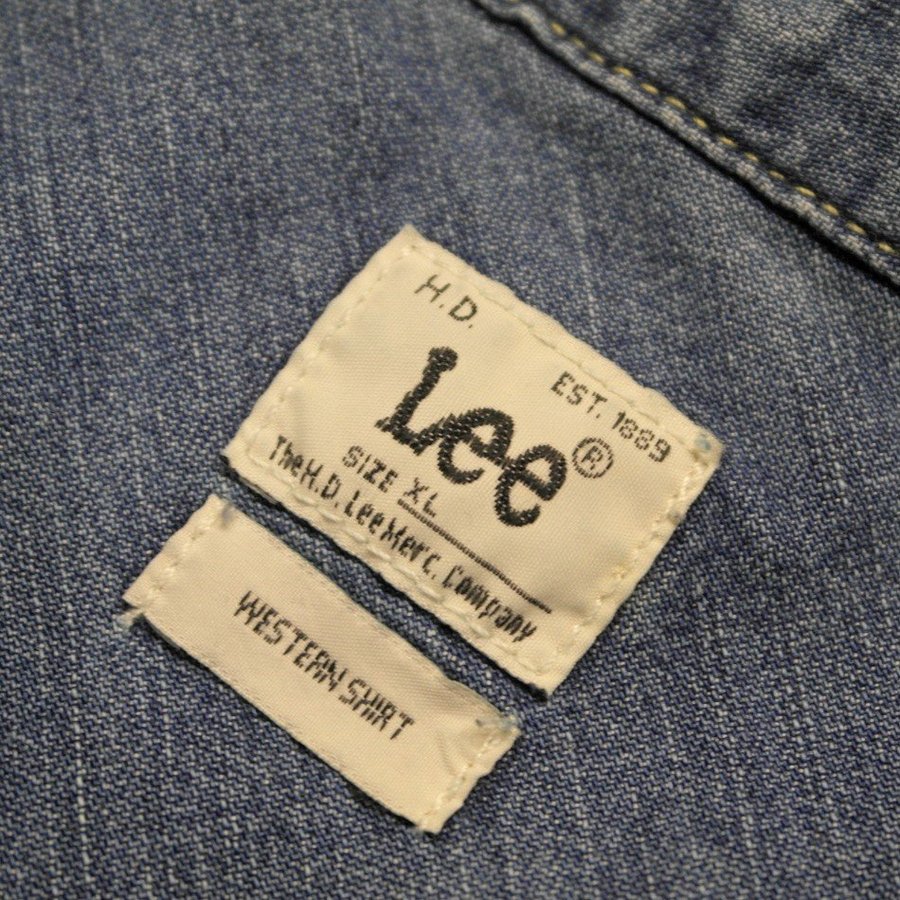 H.D.
EST. 1889
Lee®
SIZE XL
The H.D. Lee Merc. Company
WESTERN SHIRT